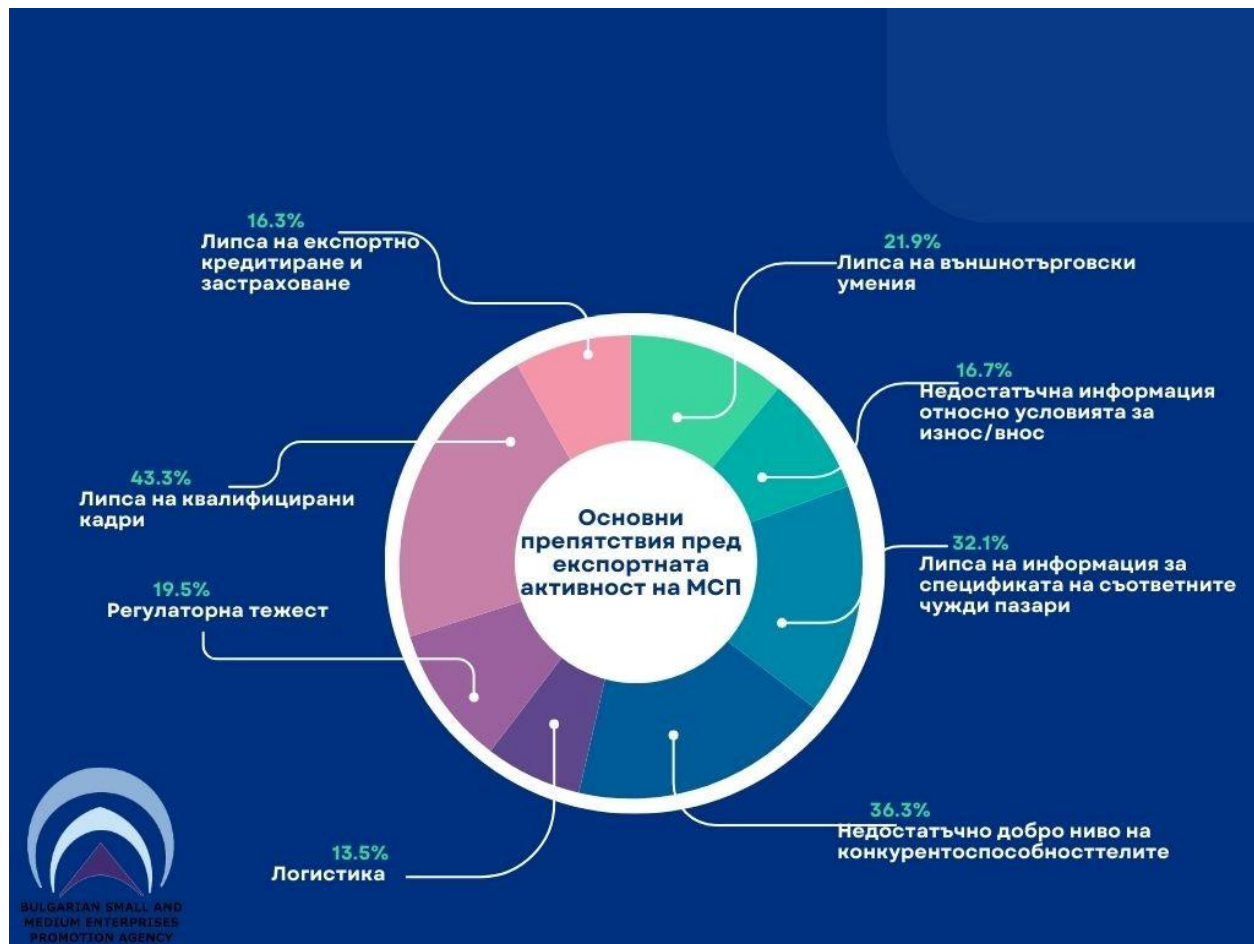 16.3%
Липса на експортно
кредитиране и
застраховане
21.9%
Липса на външнотърговски
умения
16.7%
Недостатъчна информация
относно условията за
износ/внос
43.3%
Липса на квалифицирани
кадри
Основни
препятствия пред
експортната
активност на МСП
32.1%
Липса на информация за
спецификата на съответните
чужди пазари
19.5%
Регулаторна тежест
36.3%
Недостатъчно добро ниво на
конкурентоспособносттелите
13.5%
Логистика
BULGARIAN SMALL AND
MEDIUM ENTERPRISES
PROMOTION AGENCY